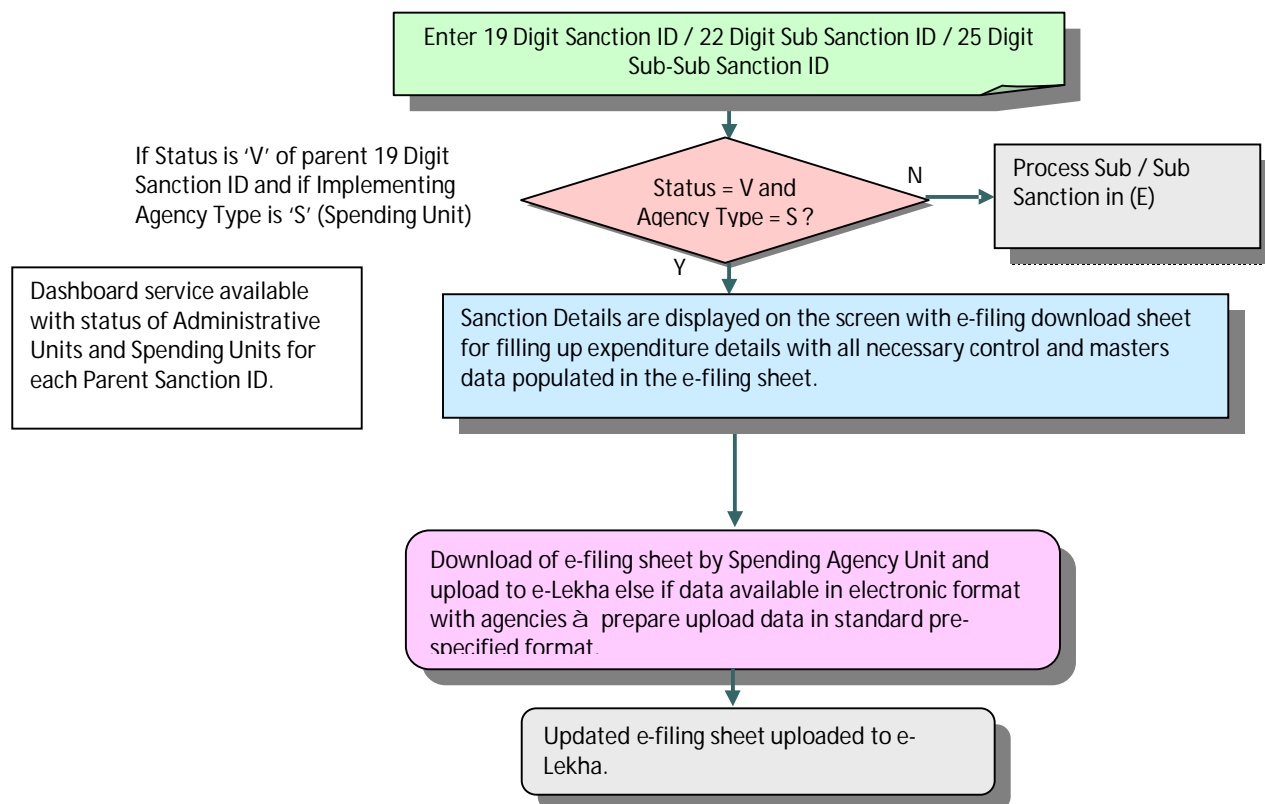 Enter 19 Digit Sanction ID / 22 Digit Sub Sanction ID / 25 Digit
Sub-Sub Sanction ID
If Status is ‘V’ of parent 19 Digit
Sanction ID and if Implementing
Agency Type is ‘S’ (Spending Unit)
Status = V and
Agency Type = S ?
N
Process Sub / Sub
Sanction in (E)
Y
Dashboard service available
with status of Administrative
Units and Spending Units for
each Parent Sanction ID.
Sanction Details are displayed on the screen with e-filing download sheet
for filling up expenditure details with all necessary control and masters
data populated in the e-filing sheet.
Download of e-filing sheet by Spending Agency Unit and
upload to e-Lekha else if data available in electronic format
with agencies à prepare upload data in standard pre-
specified format.
Updated e-filing sheet uploaded to e-
Lekha.